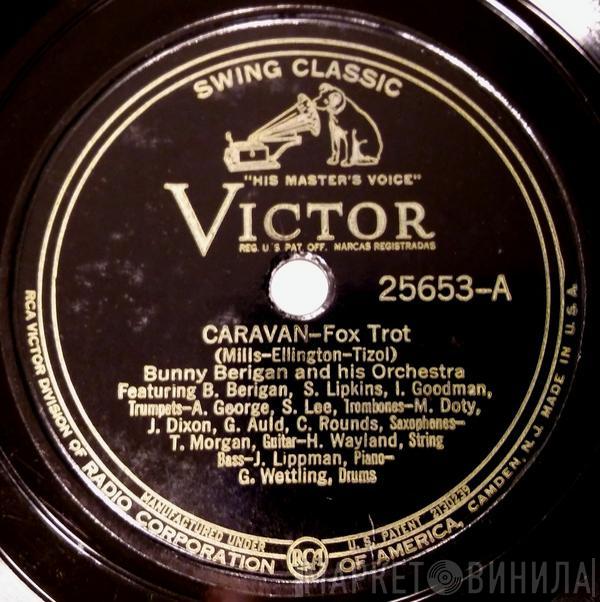 SWING CLASSIC
"HIS MASTER'S VOICE"
VICTOR
REG. U.S. PAT. OFF. MARCAS REGISTRADAS
25653-A
CARAVAN-Fox Trot
(Mills-Ellington-Tizol)
Bunny Berigan and his Orchestra
Featuring B. Berigan, S. Lipkins, I. Goodman,
Trumpets-A. George, S. Lee, Trombones-M. Doty,
J. Dixon, G. Auld, C. Rounds, Saxophones-
T. Morgan, Guitar-H. Wayland, String
Bass-J. Lippman, Piano-
G. Wettling, Drums
MANUFACTURED UNDER U.S. PATENT 2130239
RCA VICTOR DIVISION OF RADIO CORPORATION OF AMERICA, CAMDEN, N.J. MADE IN U.S.A.
RCA
МАРКЕТ ВИНИЛА!